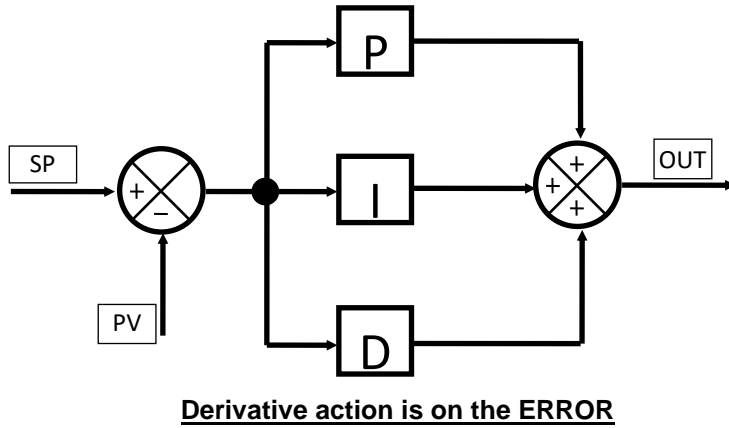 P
SP
OUT
+
−
I
+
+
+
PV
D
Derivative action is on the ERROR